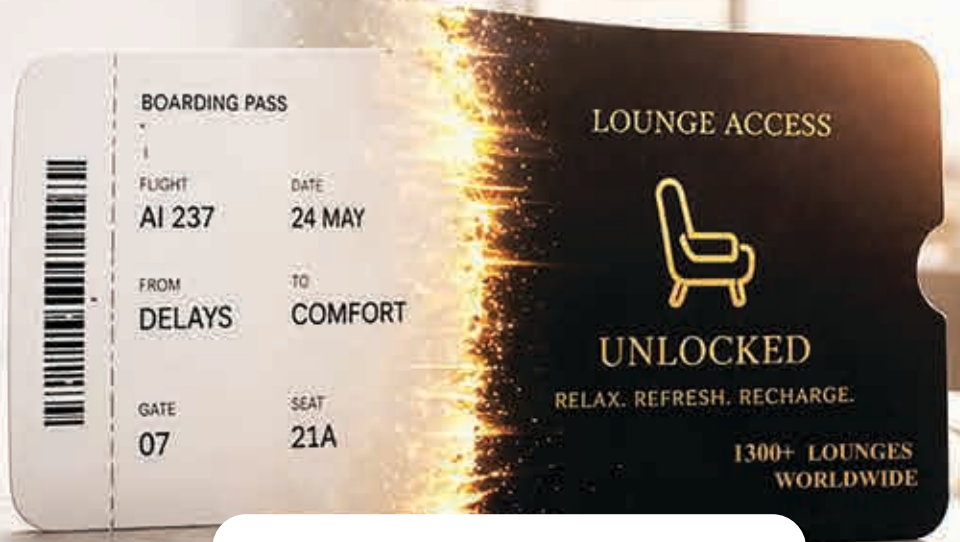 BOARDING PASS
FLIGHT DATE
AI 237 24 MAY
FROM TO
DELAYS COMFORT
GATE SEAT
07 21A
LOUNGE ACCESS
UNLOCKED
RELAX. REFRESH. RECHARGE.
1300+ LOUNGES
WORLDWIDE